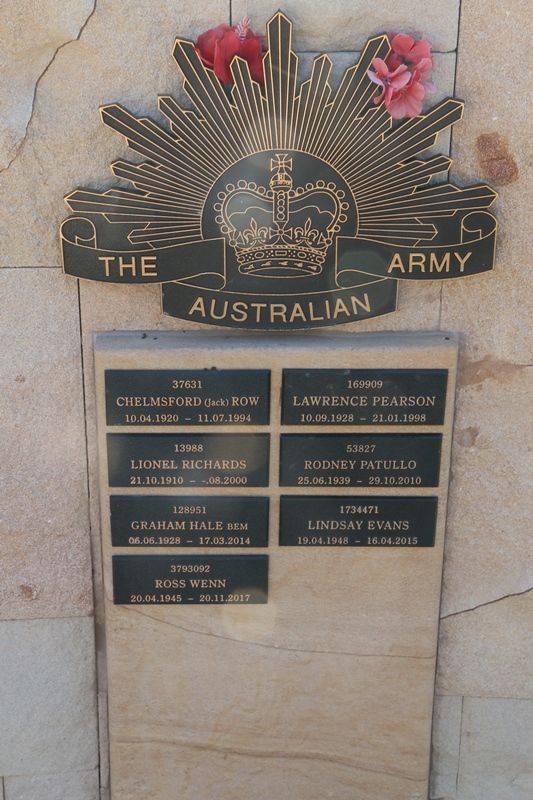 THE ARMY
AUSTRALIAN
37631
CHELMSFORD (Jack) ROW
10.04.1920 – 11.07.1994
169909
LAWRENCE PEARSON
10.09.1928 – 21.01.1998
13988
LIONEL RICHARDS
21.10.1910 – -.08.2000
53827
RODNEY PATULLO
25.06.1939 – 29.10.2010
128951
GRAHAM HALE BEM
06.06.1928 – 17.03.2014
1734471
LINDSAY EVANS
19.04.1948 – 16.04.2015
3793092
ROSS WENN
20.04.1945 – 20.11.2017